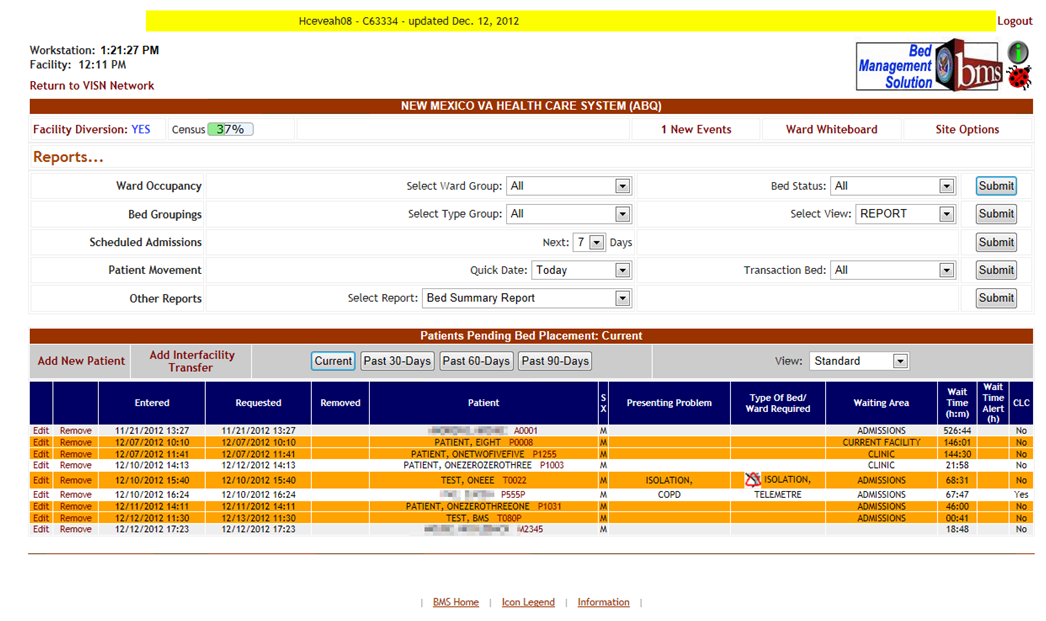 Hceveah08 - C63334 - updated Dec. 12, 2012
Logout
Workstation: 1:21:27 PM
Facility: 12:11 PM
Return to VISN Network
Bed Management Solution bms
NEW MEXICO VA HEALTH CARE SYSTEM (ABQ)
Facility Diversion: YES Census 37% 1 New Events Ward Whiteboard Site Options
Reports...
Ward Occupancy Select Ward Group: All Bed Status: All Submit
Bed Groupings Select Type Group: All Select View: REPORT Submit
Scheduled Admissions Next: 7 Days Submit
Patient Movement Quick Date: Today Transaction Bed: All Submit
Other Reports Select Report: Bed Summary Report Submit
Patients Pending Bed Placement: Current
Add New Patient Add Interfacility Transfer Current Past 30-Days Past 60-Days Past 90-Days View: Standard
Entered Requested Removed Patient SX Presenting Problem Type Of Bed/ Ward Required Waiting Area Wait Time (h:m) Wait Time Alert (h) CLC
Edit Remove 11/21/2012 13:27 11/21/2012 13:27 A0001 M ADMISSIONS 526:44 No
Edit Remove 12/07/2012 10:10 12/07/2012 10:10 PATIENT, EIGHT P0008 M CURRENT FACILITY 146:01 No
Edit Remove 12/07/2012 11:41 12/07/2012 11:41 PATIENT, ONETWOFIVEFIVE P1255 M CLINIC 144:30 No
Edit Remove 12/10/2012 14:13 12/12/2012 14:13 PATIENT, ONEZEROZEROTHREE P1003 M CLINIC 21:58 No
Edit Remove 12/10/2012 15:40 12/10/2012 15:40 TEST, ONEEE T0022 M ISOLATION, ISOLATION, ADMISSIONS 68:31 No
Edit Remove 12/10/2012 16:24 12/10/2012 16:24 P555P M COPD TELEMETRE ADMISSIONS 67:47 Yes
Edit Remove 12/11/2012 14:11 12/11/2012 14:11 PATIENT, ONEZEROTHREEONE P1031 M ADMISSIONS 46:00 No
Edit Remove 12/12/2012 11:30 12/13/2012 11:30 TEST, BMS T080P M ADMISSIONS 00:41 No
Edit Remove 12/12/2012 17:23 12/12/2012 17:23 M2345 M ADMISSIONS 18:48 No
| BMS Home | Icon Legend | Information |